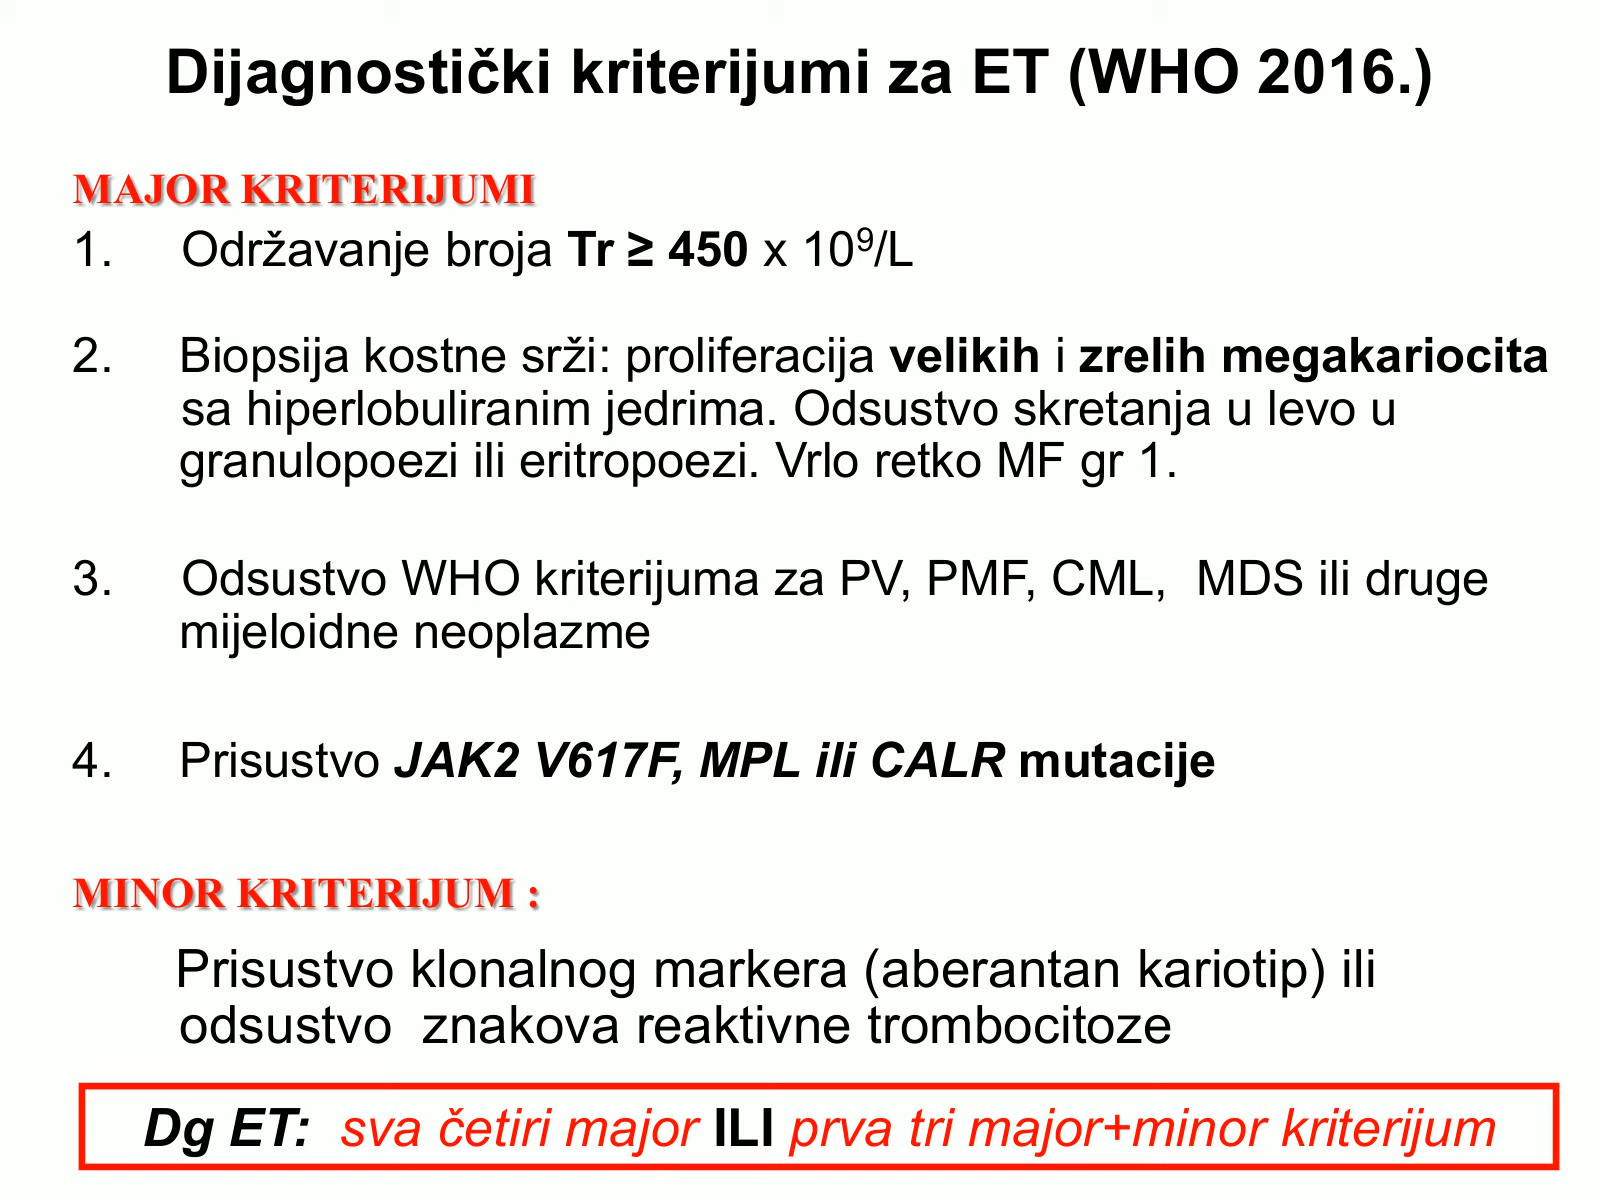 Dijagnostički kriterijumi za ET (WHO 2016.)
MAJOR KRITERIJUMI
1. Održavanje broja Tr ≥ 450 x 10⁹/L
2. Biopsija kostne srži: proliferacija velikih i zrelih megakariocita
sa hiperlobuliranim jedrima. Odsustvo skretanja u levo u
granulopoezi ili eritropoezi. Vrlo retko MF gr 1.
3. Odsustvo WHO kriterijuma za PV, PMF, CML, MDS ili druge
mijeloidne neoplazme
4. Prisustvo JAK2 V617F, MPL ili CALR mutacije
MINOR KRITERIJUM :
Prisustvo klonalnog markera (aberantan kariotip) ili
odsustvo znakova reaktivne trombocitoze
Dg ET: sva četiri major ILI prva tri major+minor kriterijum